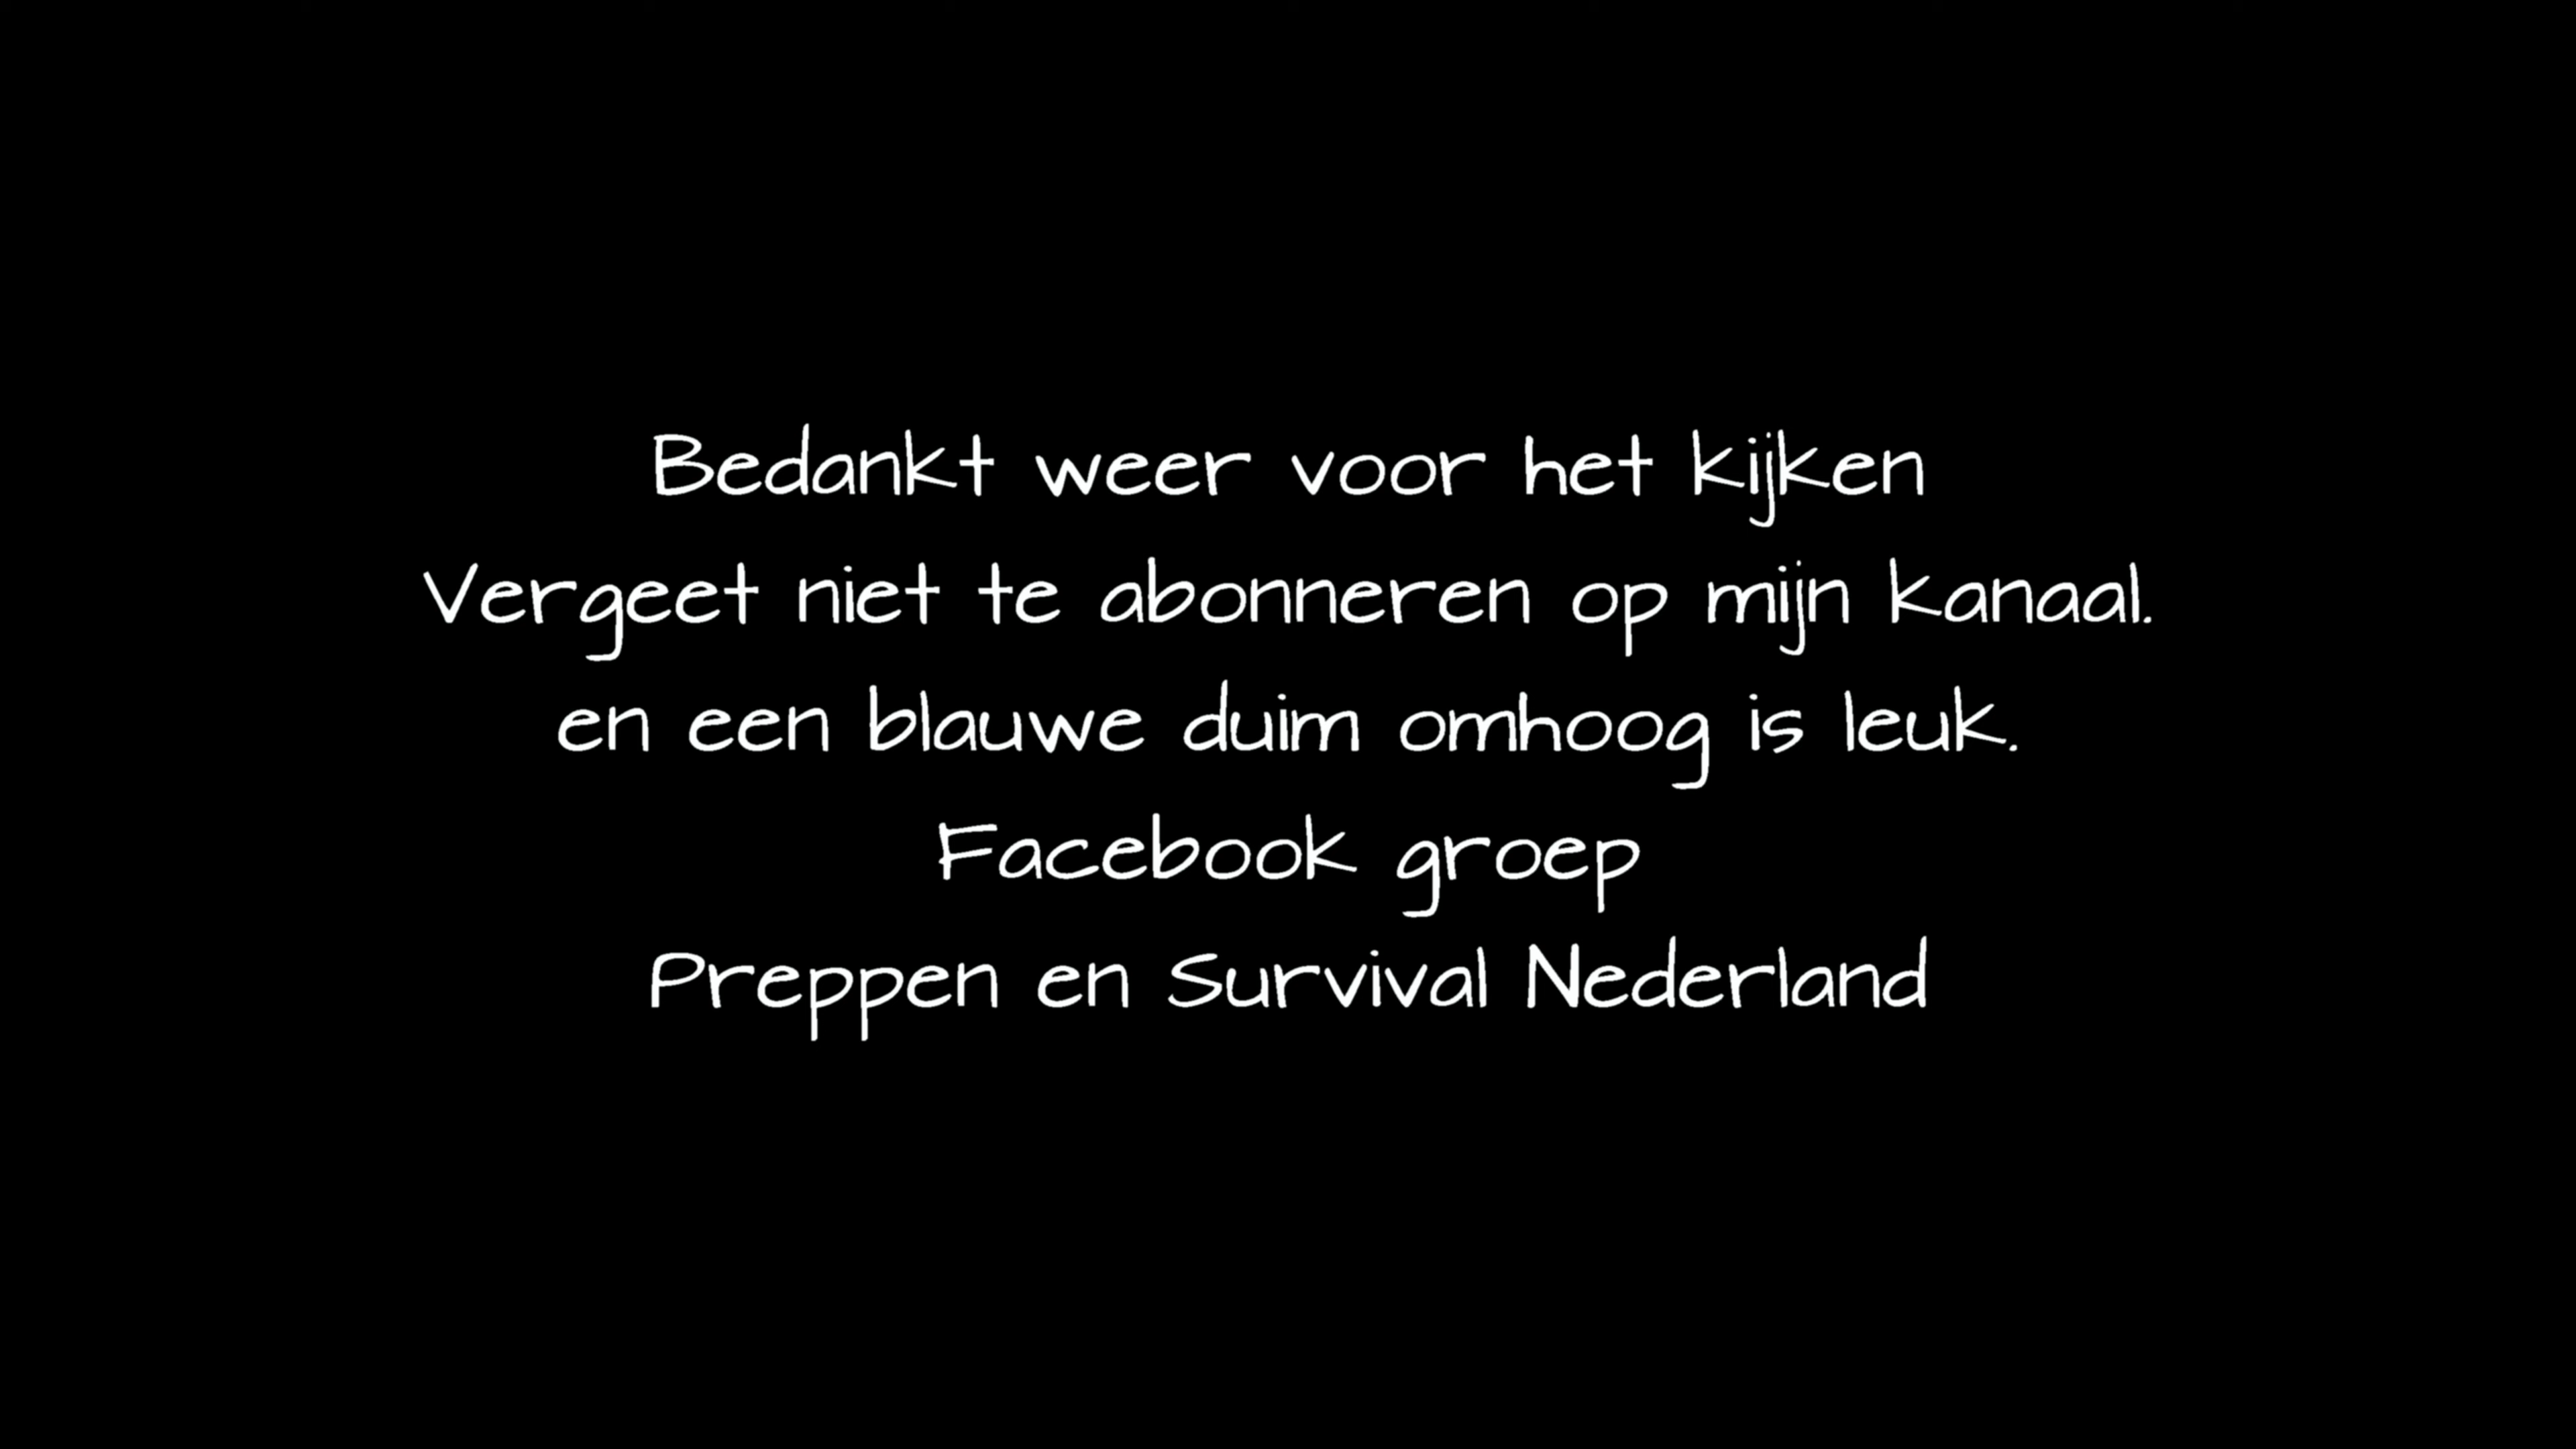 Bedankt weer voor het kijken
Vergeet niet te abonneren op mijn kanaal.
en een blauwe duim omhoog is leuk.
Facebook groep
Preppen en Survival Nederland